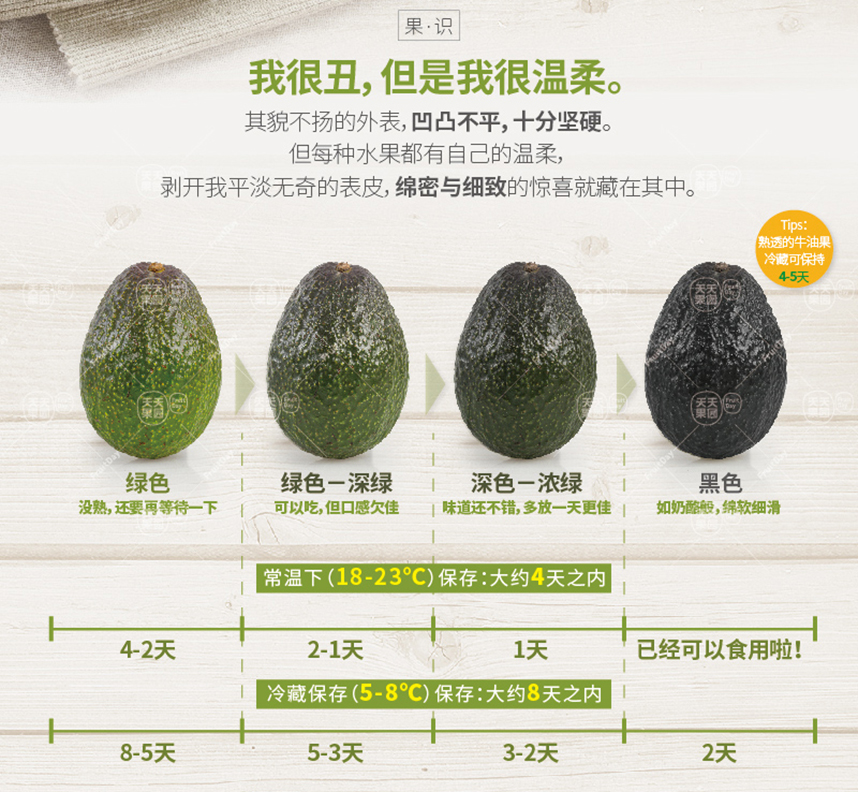 果·识
我很丑，但是我很温柔。
其貌不扬的外表，凹凸不平，十分坚硬。
但每种水果都有自己的温柔，
剥开我平淡无奇的表皮，绵密与细致的惊喜就藏在其中。
Tips：
熟透的牛油果
冷藏可保持
4-5天
绿色
没熟，还要再等待一下
绿色－深绿
可以吃，但口感欠佳
深色－浓绿
味道还不错，多放一天更佳
黑色
如奶酪般，绵软细滑
常温下（18-23℃）保存：大约4天之内
4-2天
2-1天
1天
已经可以食用啦！
冷藏保存（5-8℃）保存：大约8天之内
8-5天
5-3天
3-2天
2天
天天果园
FruitDay